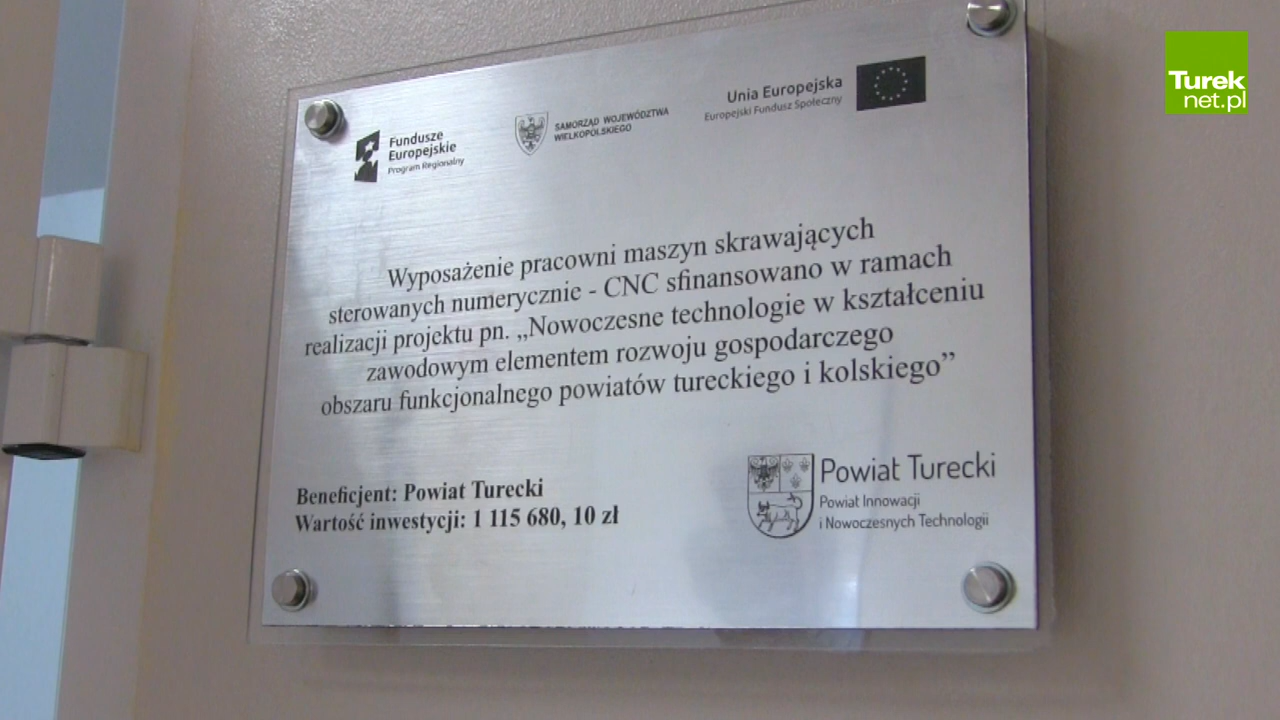 Turek
net.pl
Fundusze
Europejskie
Program Regionalny
SAMORZĄD WOJEWÓDZTWA
WIELKOPOLSKIEGO
Unia Europejska
Europejski Fundusz Społeczny
Wyposażenie pracowni maszyn skrawających
sterowanych numerycznie - CNC sfinansowano w ramach
realizacji projektu pn. „Nowoczesne technologie w kształceniu
zawodowym elementem rozwoju gospodarczego
obszaru funkcjonalnego powiatów tureckiego i kolskiego”
Beneficjent: Powiat Turecki
Wartość inwestycji: 1 115 680, 10 zł
Powiat Turecki
Powiat Innowacji
i Nowoczesnych Technologii